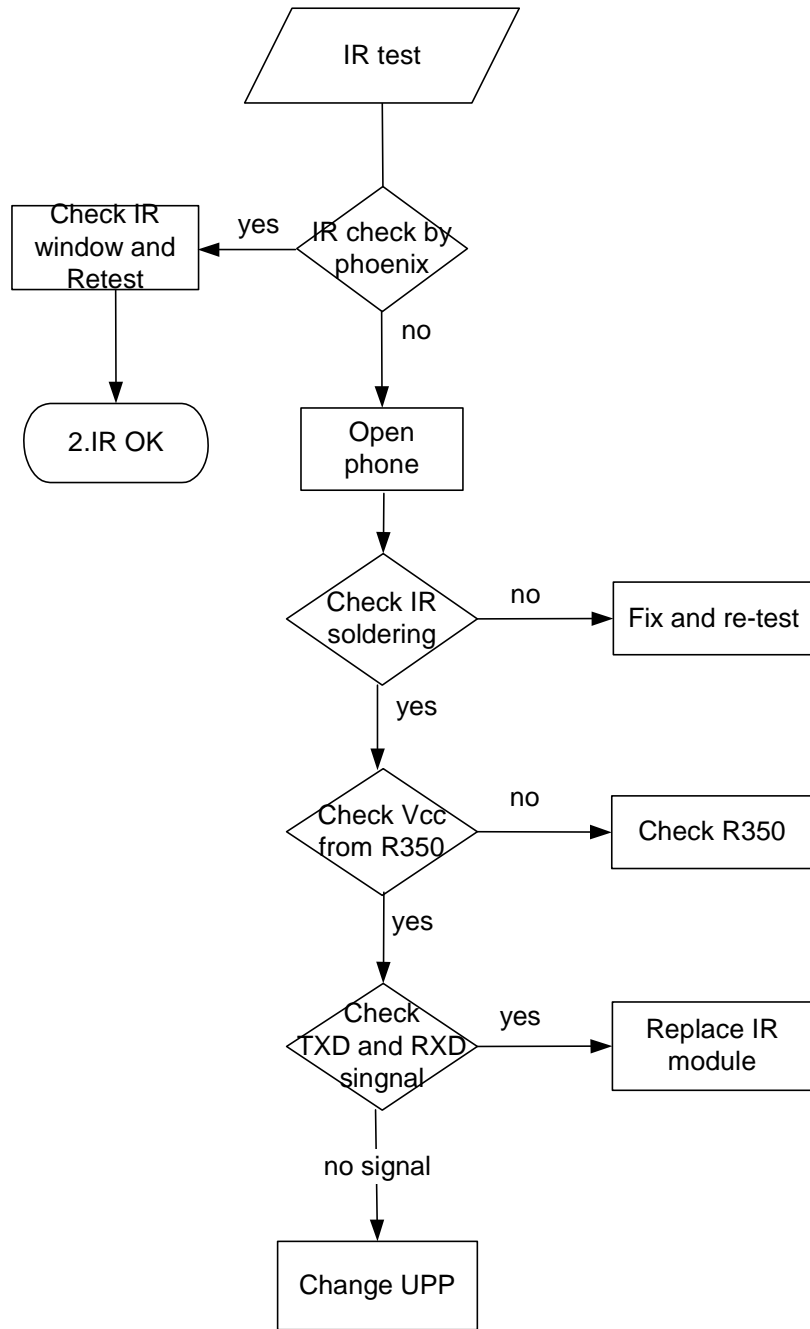 IR test
Check IR
window and
Retest
yes
IR check by
phoenix
no
2.IR OK
Open
phone
Check IR
soldering
no
Fix and re-test
yes
Check Vcc
from R350
no
Check R350
yes
Check
TXD and RXD
singnal
yes
Replace IR
module
no signal
Change UPP